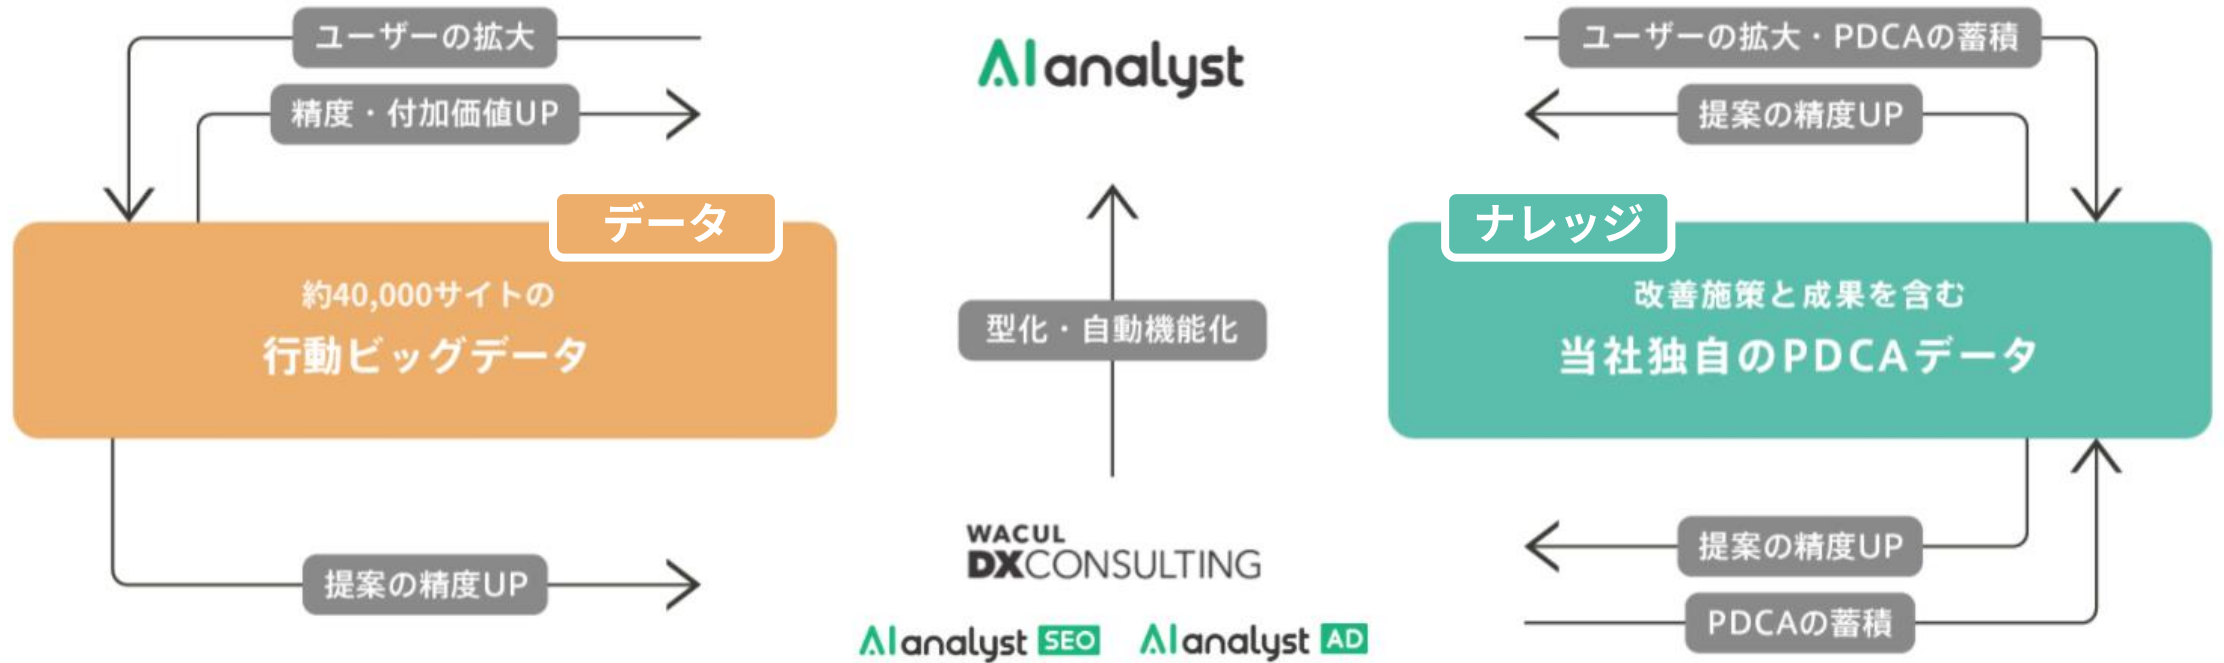 ユーザーの拡大
精度・付加価値UP
AI analyst
ユーザーの拡大・PDCAの蓄積
提案の精度UP
データ
約40,000サイトの
行動ビッグデータ
型化・自動機能化
ナレッジ
改善施策と成果を含む
当社独自のPDCAデータ
提案の精度UP
WACUL
DXCONSULTING
AI analyst SEO
AI analyst AD
提案の精度UP
PDCAの蓄積